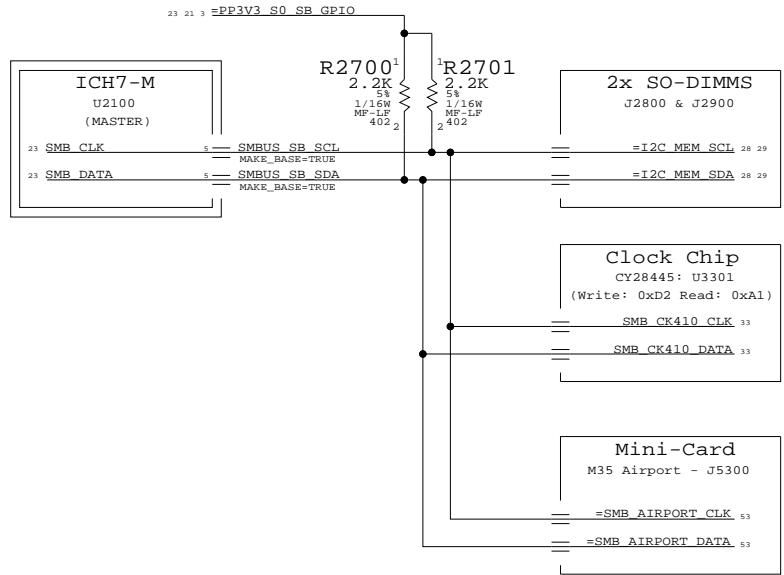 23 21 3 =PP3V3_S0_SB_GPIO
ICH7-M
U2100
(MASTER)
23 SMB_CLK
23 SMB_DATA
5 SMBUS_SB_SCL
MAKE_BASE=TRUE
5 SMBUS_SB_SDA
MAKE_BASE=TRUE
R2700
2.2K
5%
1/16W
MF-LF
402
1
2
R2701
2.2K
5%
1/16W
MF-LF
402
1
2
2x SO-DIMMS
J2800 & J2900
=I2C_MEM_SCL 28 29
=I2C_MEM_SDA 28 29
Clock Chip
CY28445: U3301
(Write: 0xD2 Read: 0xA1)
SMB_CK410_CLK 33
SMB_CK410_DATA 33
Mini-Card
M35 Airport - J5300
=SMB_AIRPORT_CLK 53
=SMB_AIRPORT_DATA 53